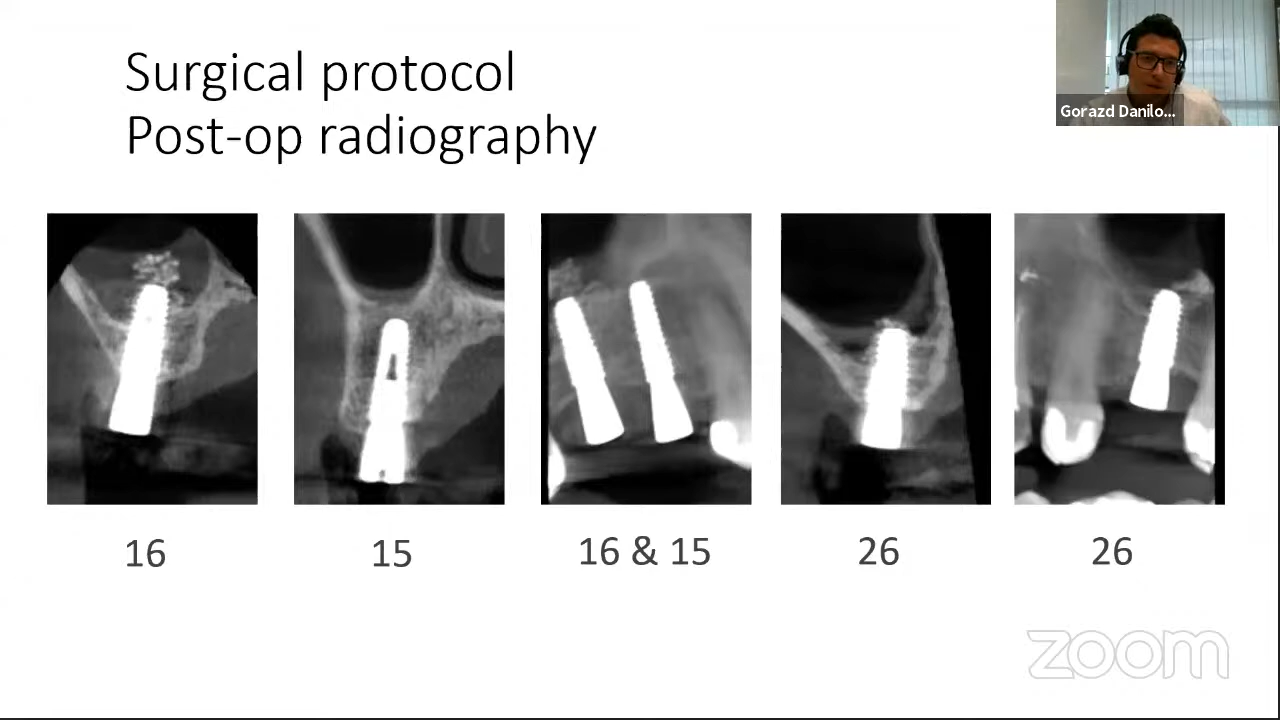 Surgical protocol
Post-op radiography
Gorazd Danilo...
16
15
16 & 15
26
26
zoom